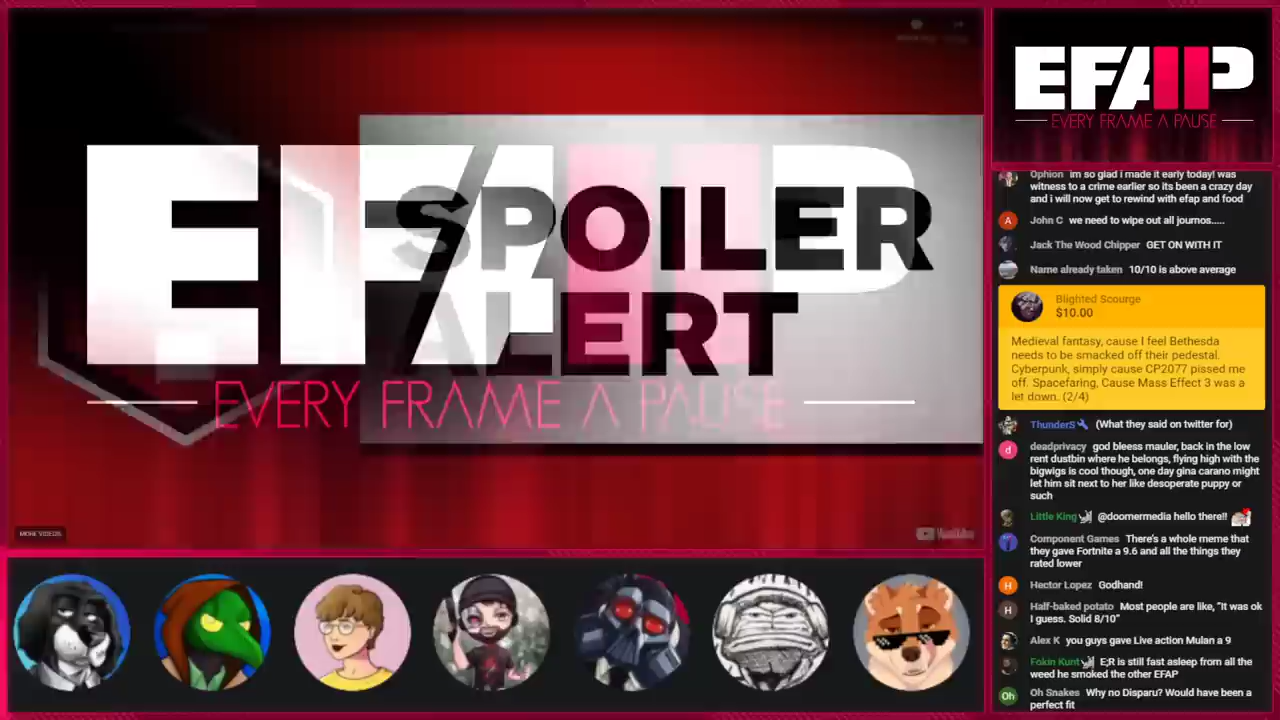 EFAP
SPOILER
ALERT
EVERY FRAME A PAUSE
MORE VIDEOS
YouTube
EFAP
EVERY FRAME A PAUSE
Ophion im so glad i made it early today! was
witness to a crime earlier so its been a crazy day
and i will now get to rewind with efap and food
A John C we need to wipe out all journos.....
Jack The Wood Chipper GET ON WITH IT
Name already taken 10/10 is above average
Blighted Scourge
$10.00
Medieval fantasy, cause I feel Bethesda
needs to be smacked off their pedestal.
Cyberpunk, simply cause CP2077 pissed me
off. Spacefaring, Cause Mass Effect 3 was a
let down. (2/4)
ThunderS (What they said on twitter for)
d deadprivacy god bleess mauler, back in the low
rent dustbin where he belongs, flying high with the
bigwigs is cool though, one day gina carano might
let him sit next to her like desperate puppy or
such
Little King @doomermedia hello there!!
Component Games There's a whole meme that
they gave Fortnite a 9.6 and all the things they
rated lower
H Hector Lopez Godhand!
H Half-baked potato Most people are like, "It was ok
I guess. Solid 8/10"
Alex K you guys gave Live action Mulan a 9
Fokin Kunt E;R is still fast asleep from all the
weed he smoked the other EFAP
Oh Oh Snakes Why no Disparu? Would have been a
perfect fit